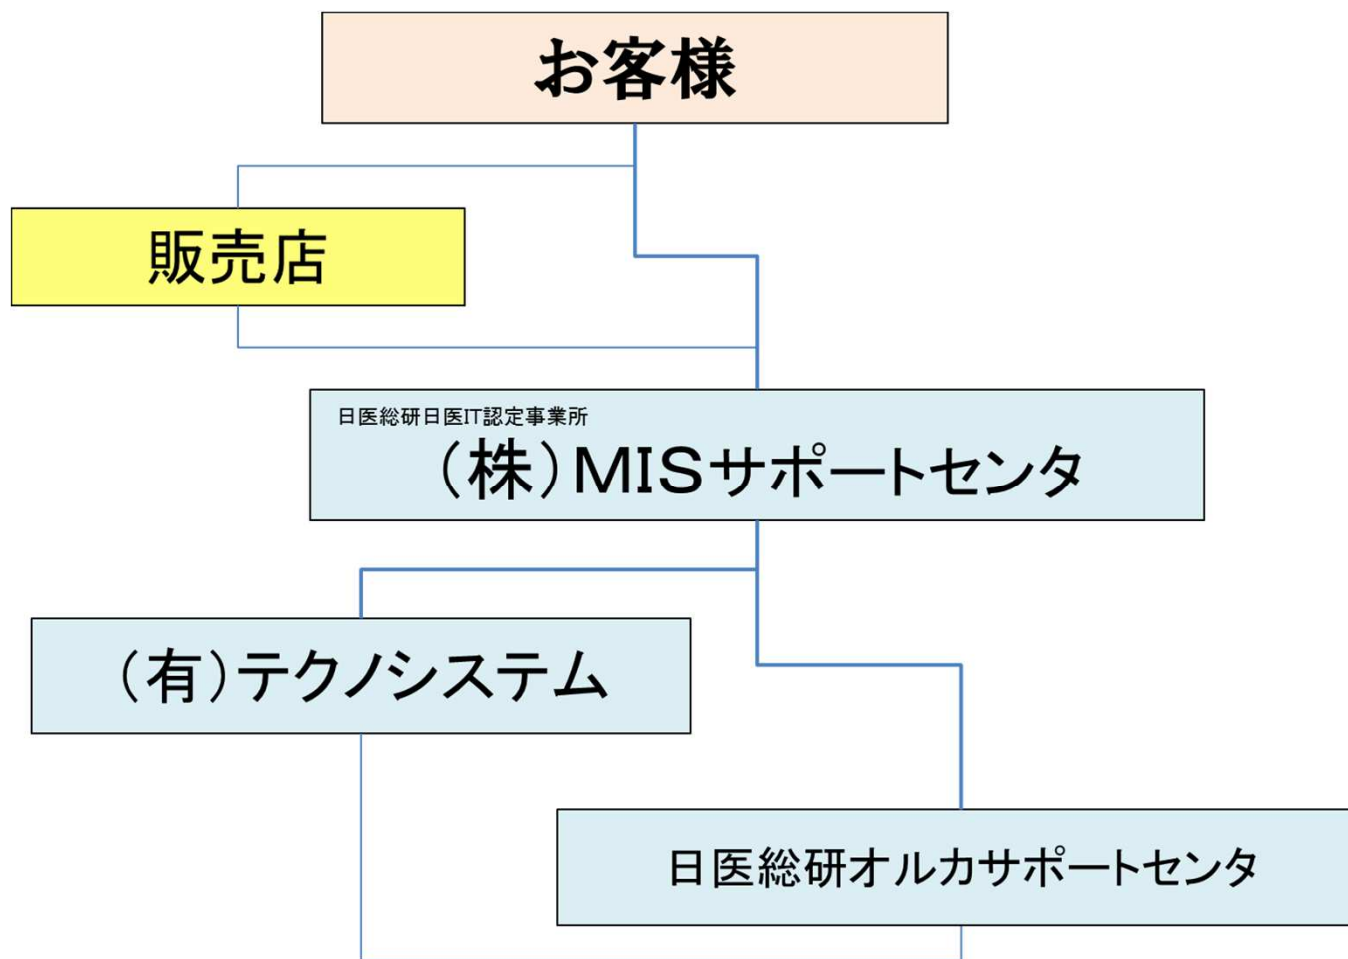 お客様
販売店
日医総研日医IT認定事業所
（株）MISサポートセンタ
（有）テクノシステム
日医総研オルカサポートセンタ